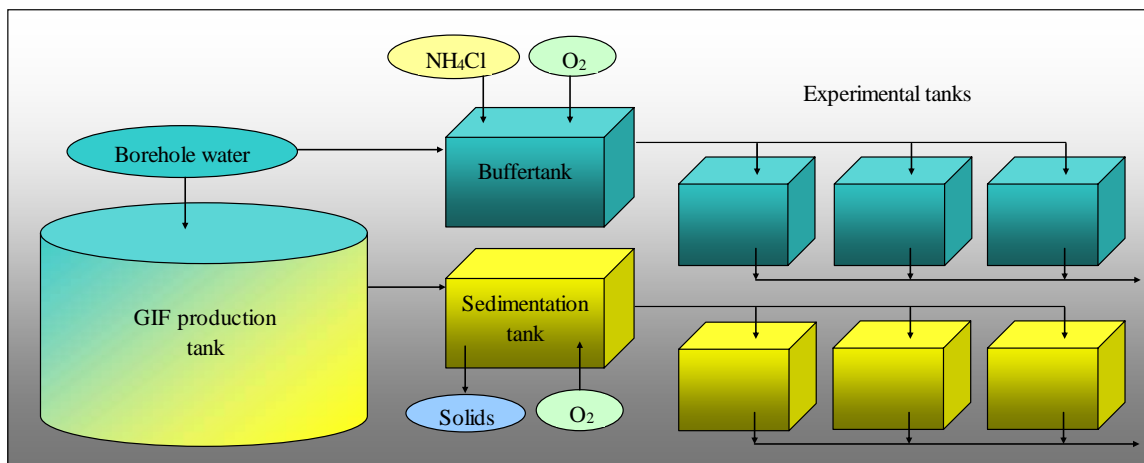 NH₄Cl
O₂
Experimental tanks
Borehole water
Buffertank
GIF production
tank
Sedimentation
tank
Solids
O₂